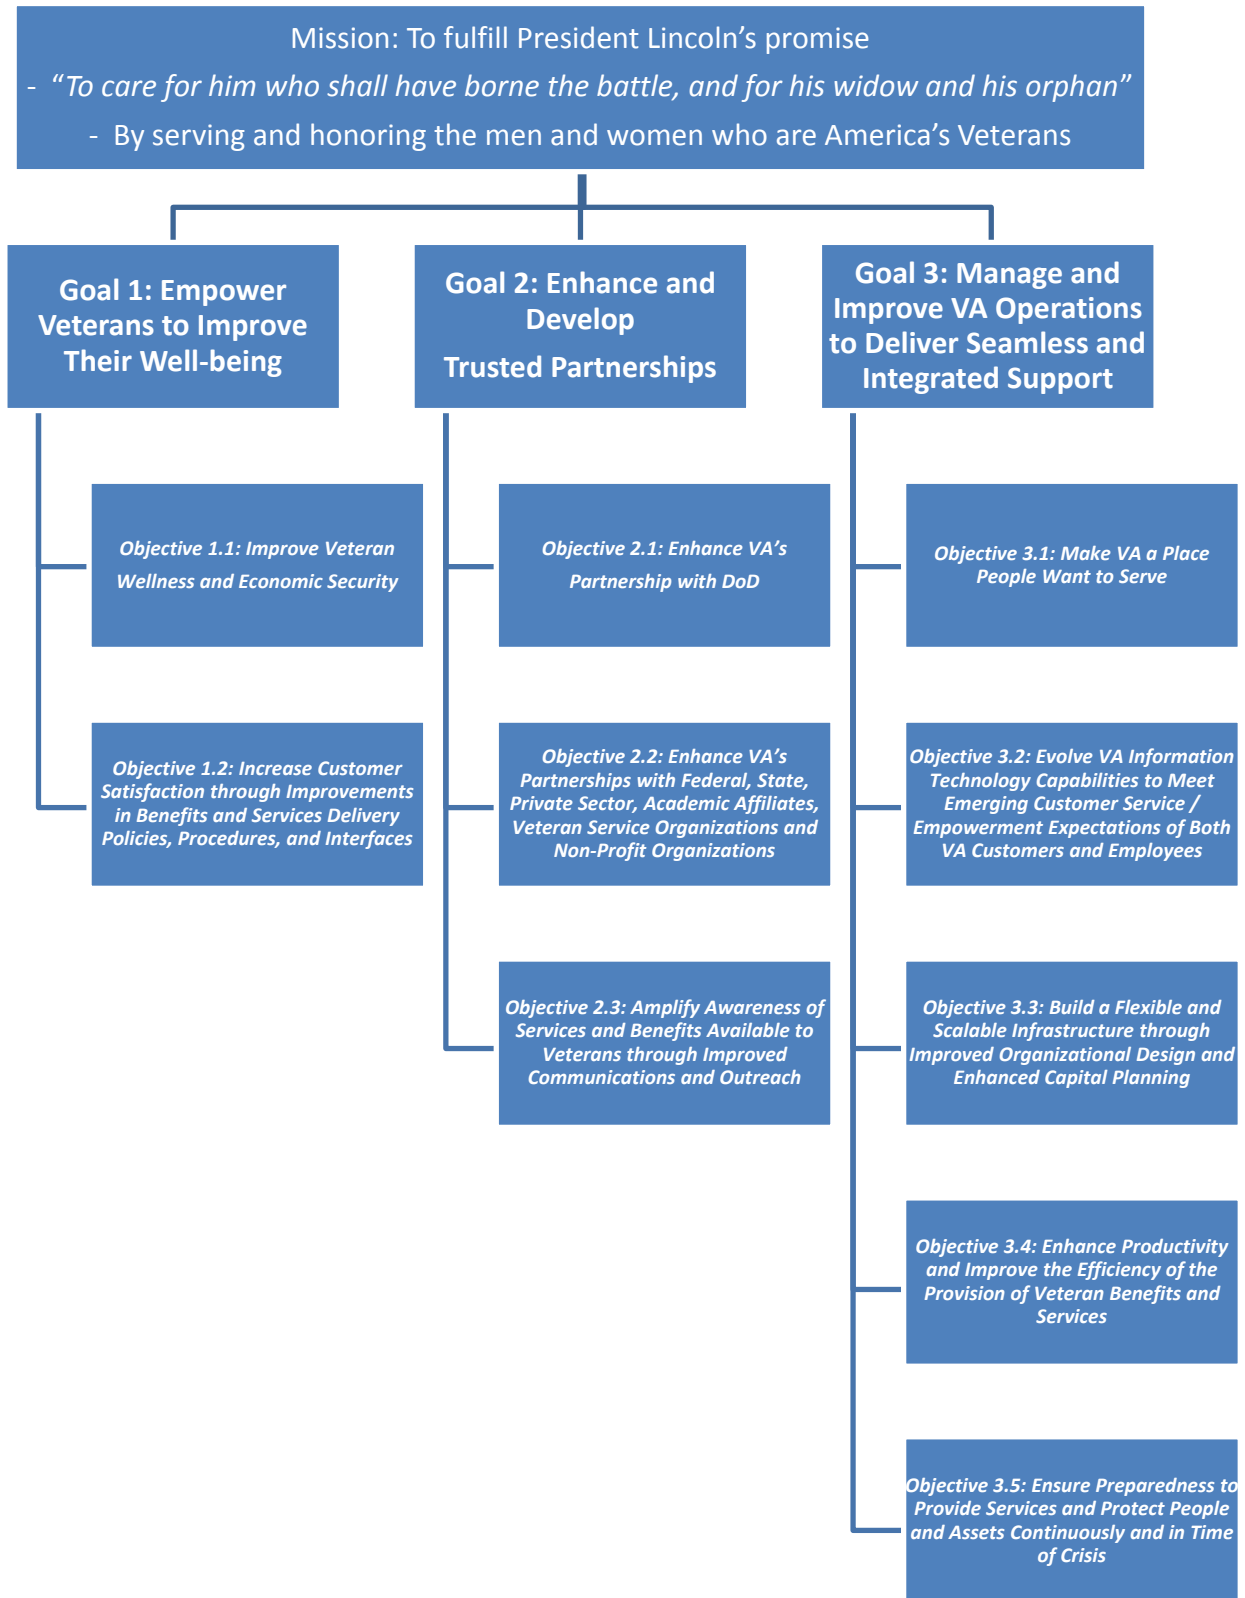 Mission: To fulfill President Lincoln’s promise
- “To care for him who shall have borne the battle, and for his widow and his orphan”
- By serving and honoring the men and women who are America’s Veterans
Goal 1: Empower
Veterans to Improve
Their Well-being
Objective 1.1: Improve Veteran
Wellness and Economic Security
Objective 1.2: Increase Customer
Satisfaction through Improvements
in Benefits and Services Delivery
Policies, Procedures, and Interfaces
Goal 2: Enhance and
Develop
Trusted Partnerships
Objective 2.1: Enhance VA’s
Partnership with DoD
Objective 2.2: Enhance VA’s
Partnerships with Federal, State,
Private Sector, Academic Affiliates,
Veteran Service Organizations and
Non-Profit Organizations
Objective 2.3: Amplify Awareness of
Services and Benefits Available to
Veterans through Improved
Communications and Outreach
Goal 3: Manage and
Improve VA Operations
to Deliver Seamless and
Integrated Support
Objective 3.1: Make VA a Place
People Want to Serve
Objective 3.2: Evolve VA Information
Technology Capabilities to Meet
Emerging Customer Service /
Empowerment Expectations of Both
VA Customers and Employees
Objective 3.3: Build a Flexible and
Scalable Infrastructure through
Improved Organizational Design and
Enhanced Capital Planning
Objective 3.4: Enhance Productivity
and Improve the Efficiency of the
Provision of Veteran Benefits and
Services
Objective 3.5: Ensure Preparedness to
Provide Services and Protect People
and Assets Continuously and in Time
of Crisis